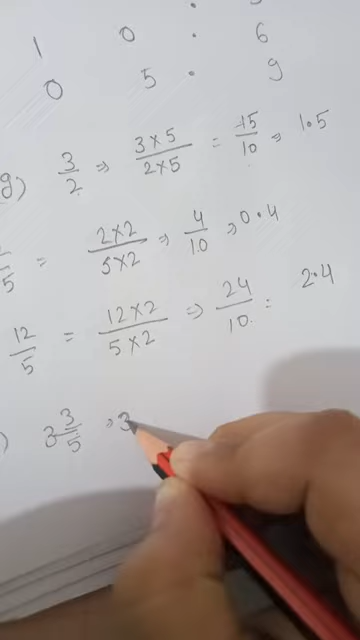 1 0 . 6
0 5 . 9
g) 3/2 ⇒ 3×5/2×5 = 15/10 ⇒ 1.5
2/5 = 2×2/5×2 ⇒ 4/10 ⇒ 0.4
12/5 = 12×2/5×2 ⇒ 24/10 = 2.4
) 3 3/5 ⇒ 3